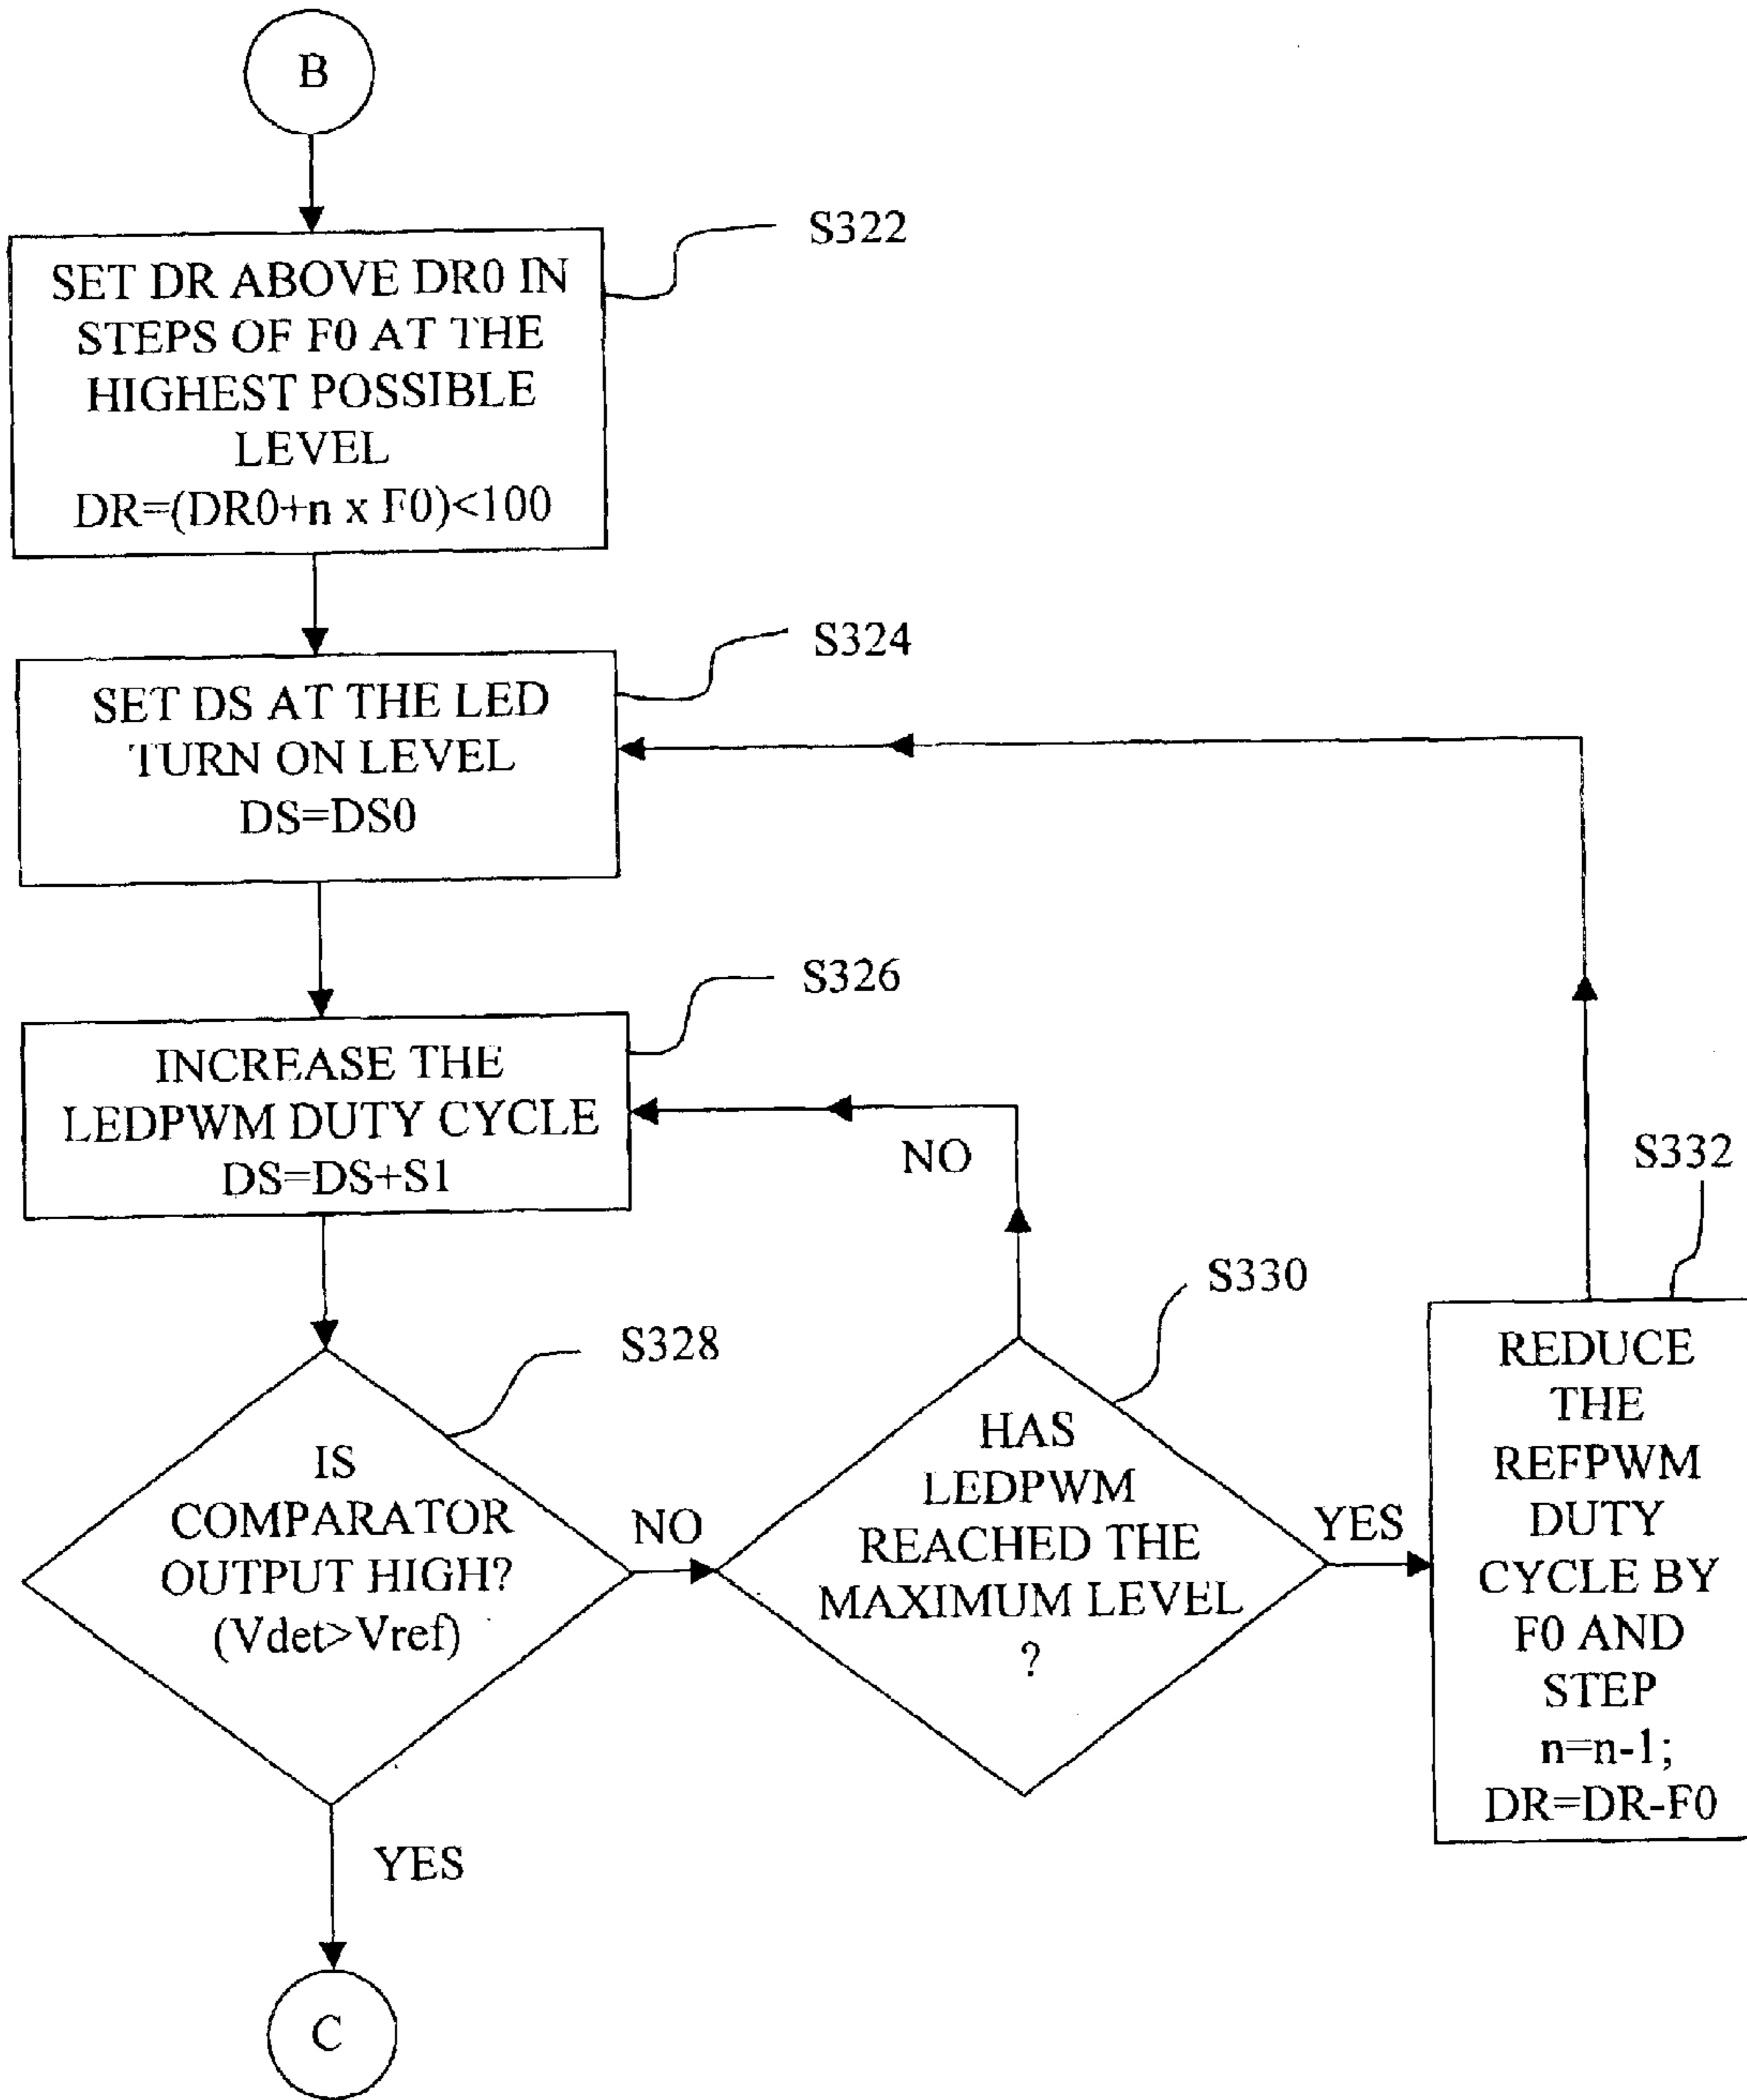 B
S322
SET DR ABOVE DR0 IN
STEPS OF F0 AT THE
HIGHEST POSSIBLE
LEVEL
DR=(DR0+n x F0)<100
S324
SET DS AT THE LED
TURN ON LEVEL
DS=DS0
S326
INCREASE THE
LEDPWM DUTY CYCLE
DS=DS+S1
NO
S332
S330
S328
IS
COMPARATOR
OUTPUT HIGH?
(Vdet>Vref)
NO
HAS
LEDPWM
REACHED THE
MAXIMUM LEVEL
?
YES
REDUCE
THE
REFPWM
DUTY
CYCLE BY
F0 AND
STEP
n=n-1;
DR=DR-F0
YES
C